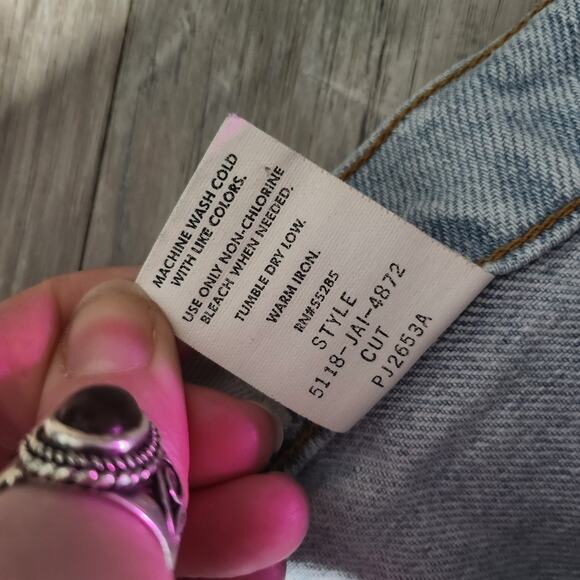 MACHINE WASH COLD
WITH LIKE COLORS.
USE ONLY NON-CHLORINE
BLEACH WHEN NEEDED.
TUMBLE DRY LOW.
WARM IRON.
RN#55285
STYLE
5118-JAI-4872
CUT
PJ2653A